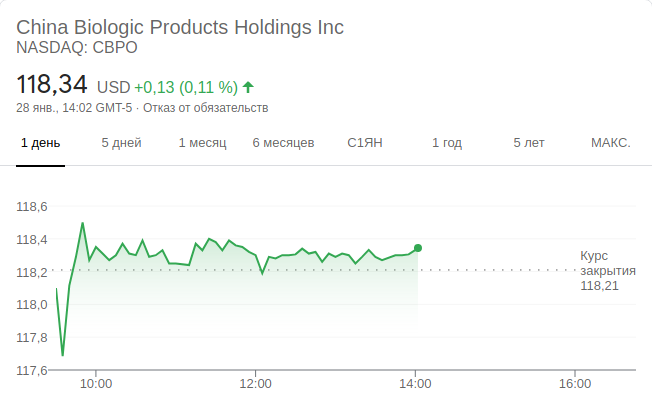 China Biologic Products Holdings Inc
NASDAQ: CBPO
118,34 USD +0,13 (0,11 %)
28 янв., 14:02 GMT-5 · Отказ от обязательств
1 день 5 дней 1 месяц 6 месяцев С1ЯН 1 год 5 лет МАКС.
118,6
118,4
118,2
118,0
117,8
117,6
Курс
закрытия
118,21
10:00 12:00 14:00 16:00